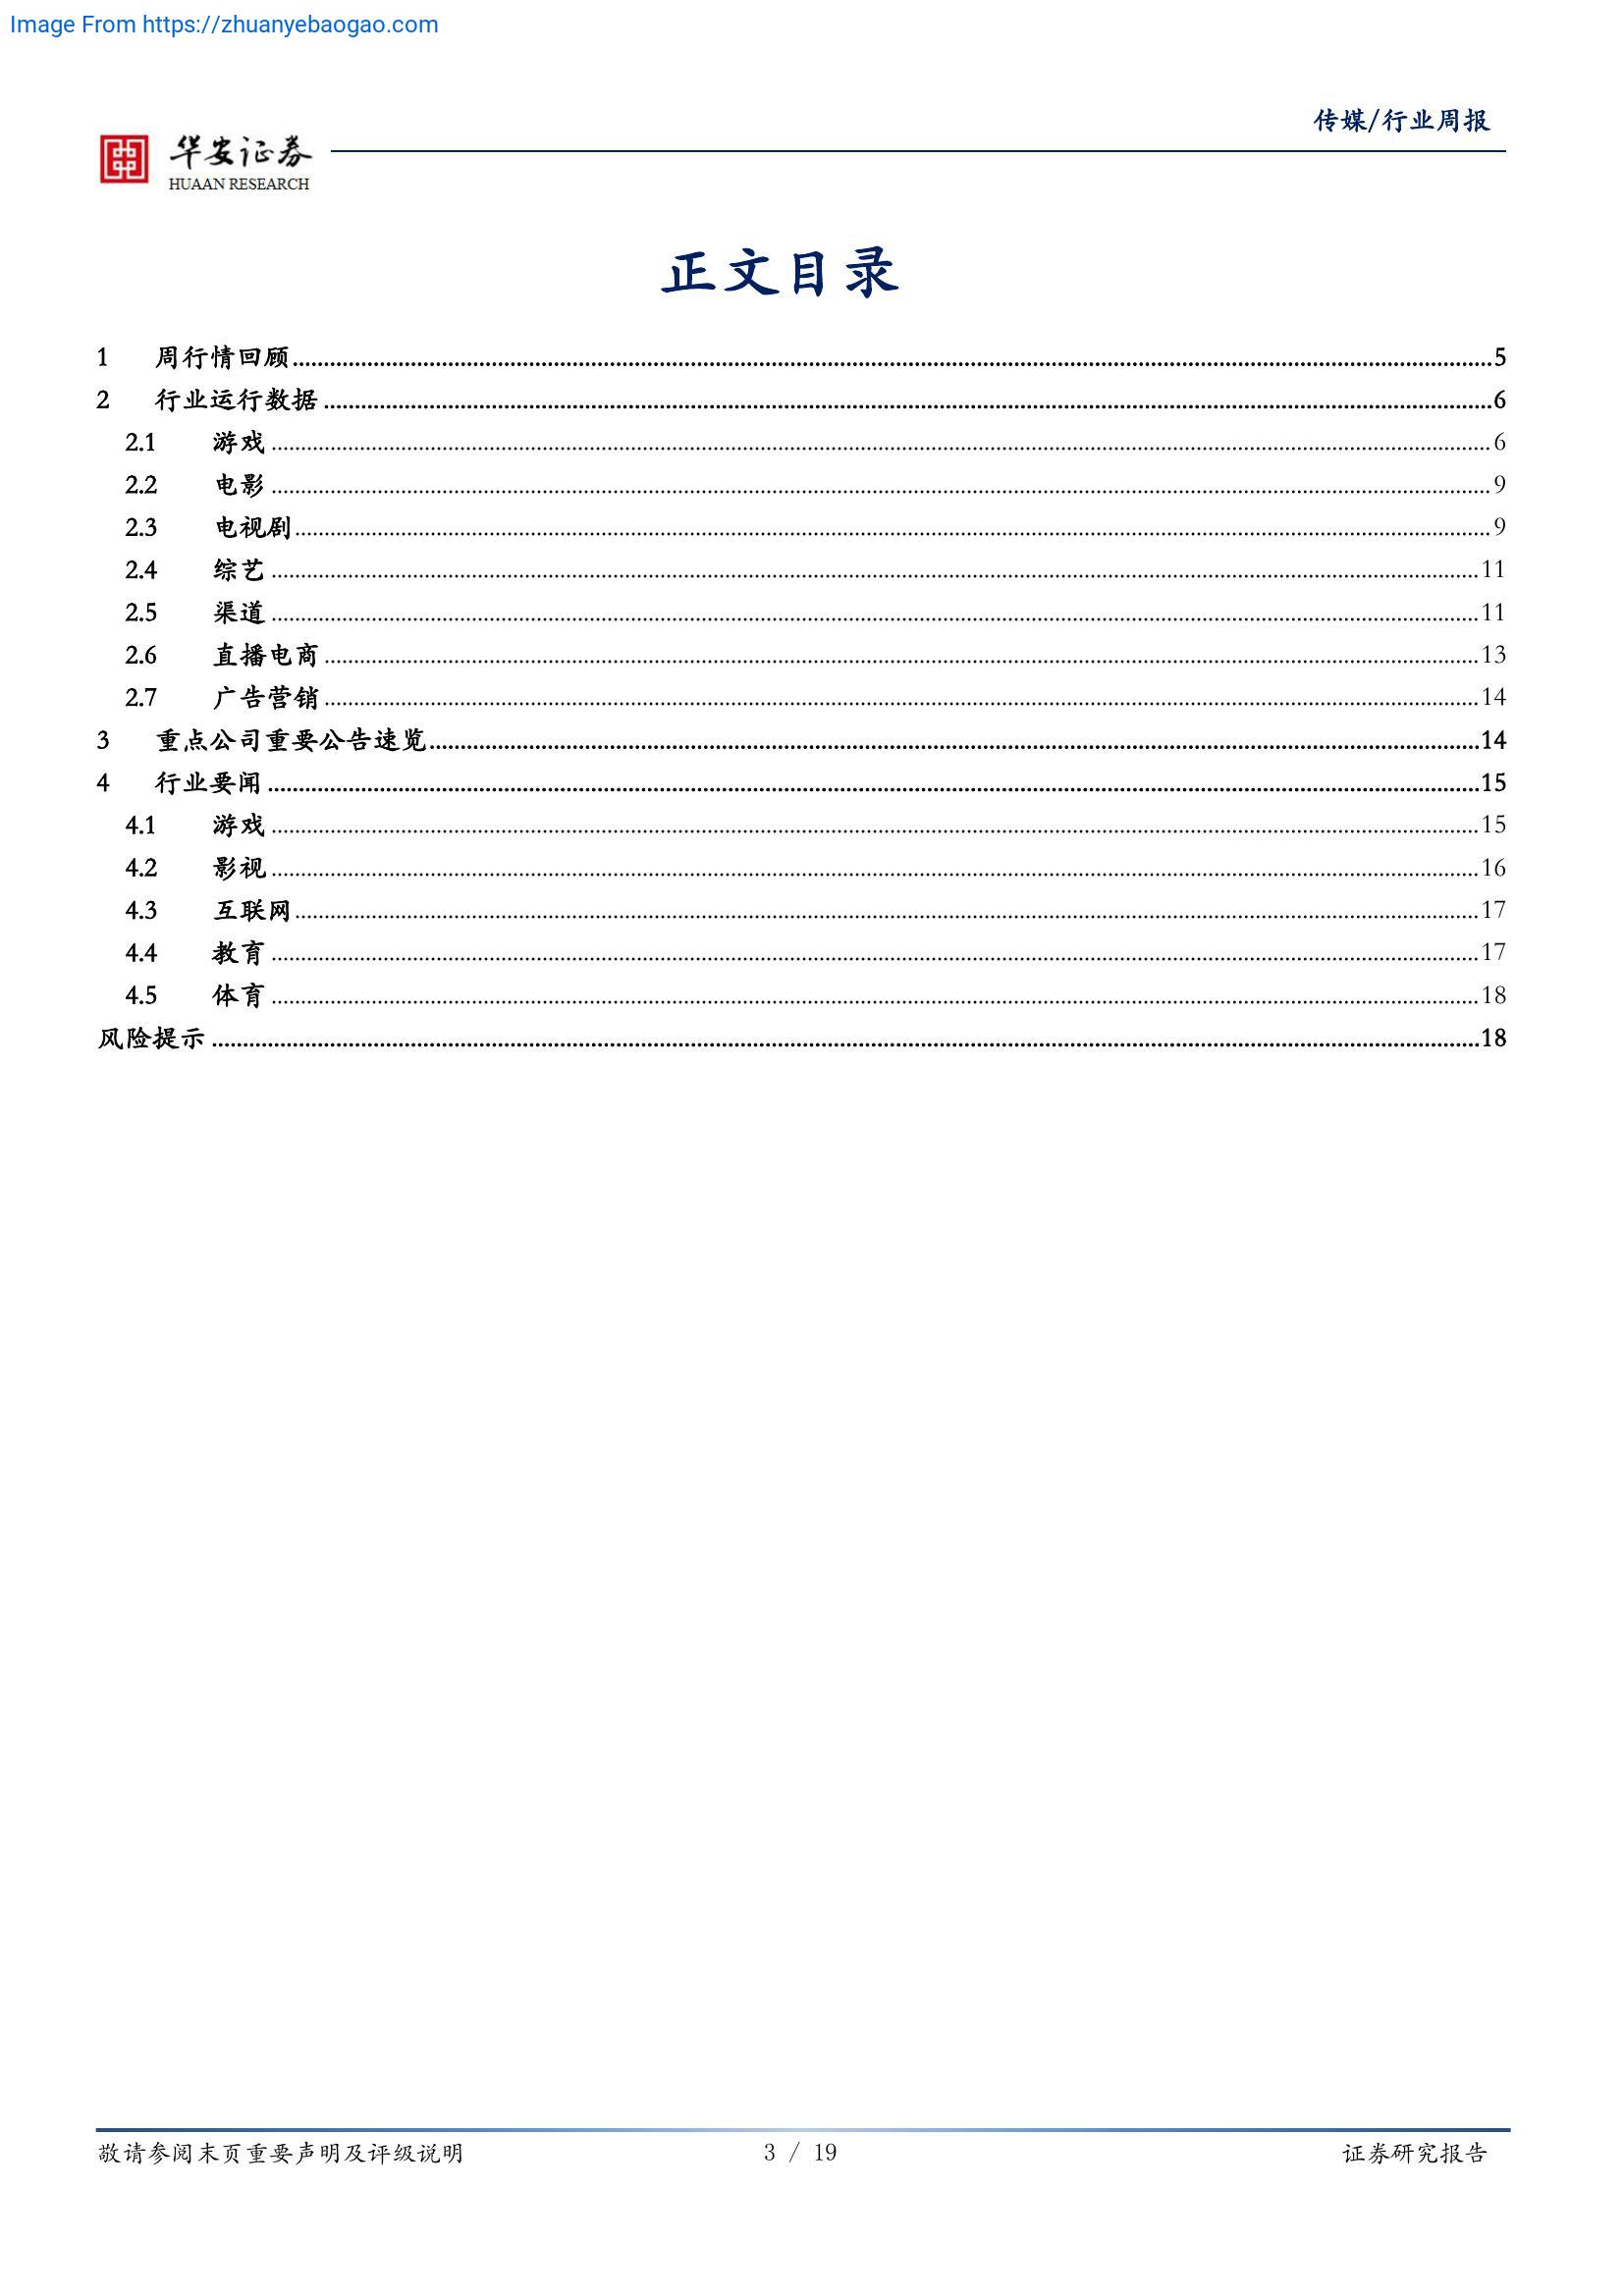 Image From https://zhuanyebaogao.com
传媒/行业周报
华安证券
HUAAN RESEARCH
正文目录
1 周行情回顾 5
2 行业运行数据 6
2.1 游戏 6
2.2 电影 9
2.3 电视剧 9
2.4 综艺 11
2.5 渠道 11
2.6 直播电商 13
2.7 广告营销 14
3 重点公司重要公告速览 14
4 行业要闻 15
4.1 游戏 15
4.2 影视 16
4.3 互联网 17
4.4 教育 17
4.5 体育 18
风险提示 18
敬请参阅末页重要声明及评级说明 3 / 19 证券研究报告